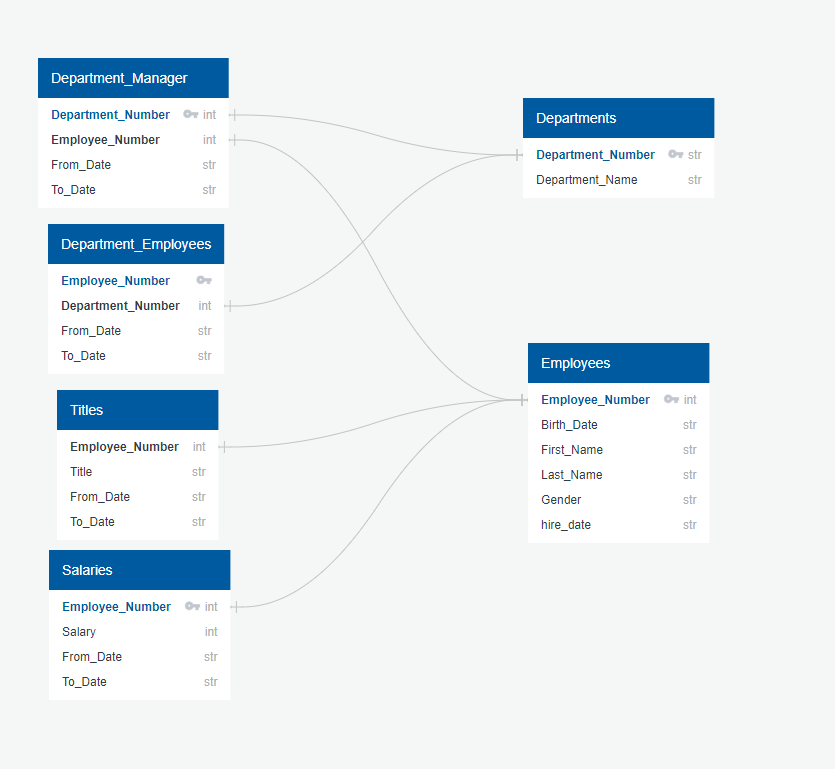 Department_Manager
Department_Number int
Employee_Number int
From_Date str
To_Date str
Department_Employees
Employee_Number
Department_Number int
From_Date str
To_Date str
Titles
Employee_Number int
Title str
From_Date str
To_Date str
Salaries
Employee_Number int
Salary int
From_Date str
To_Date str
Departments
Department_Number str
Department_Name str
Employees
Employee_Number int
Birth_Date str
First_Name str
Last_Name str
Gender str
hire_date str